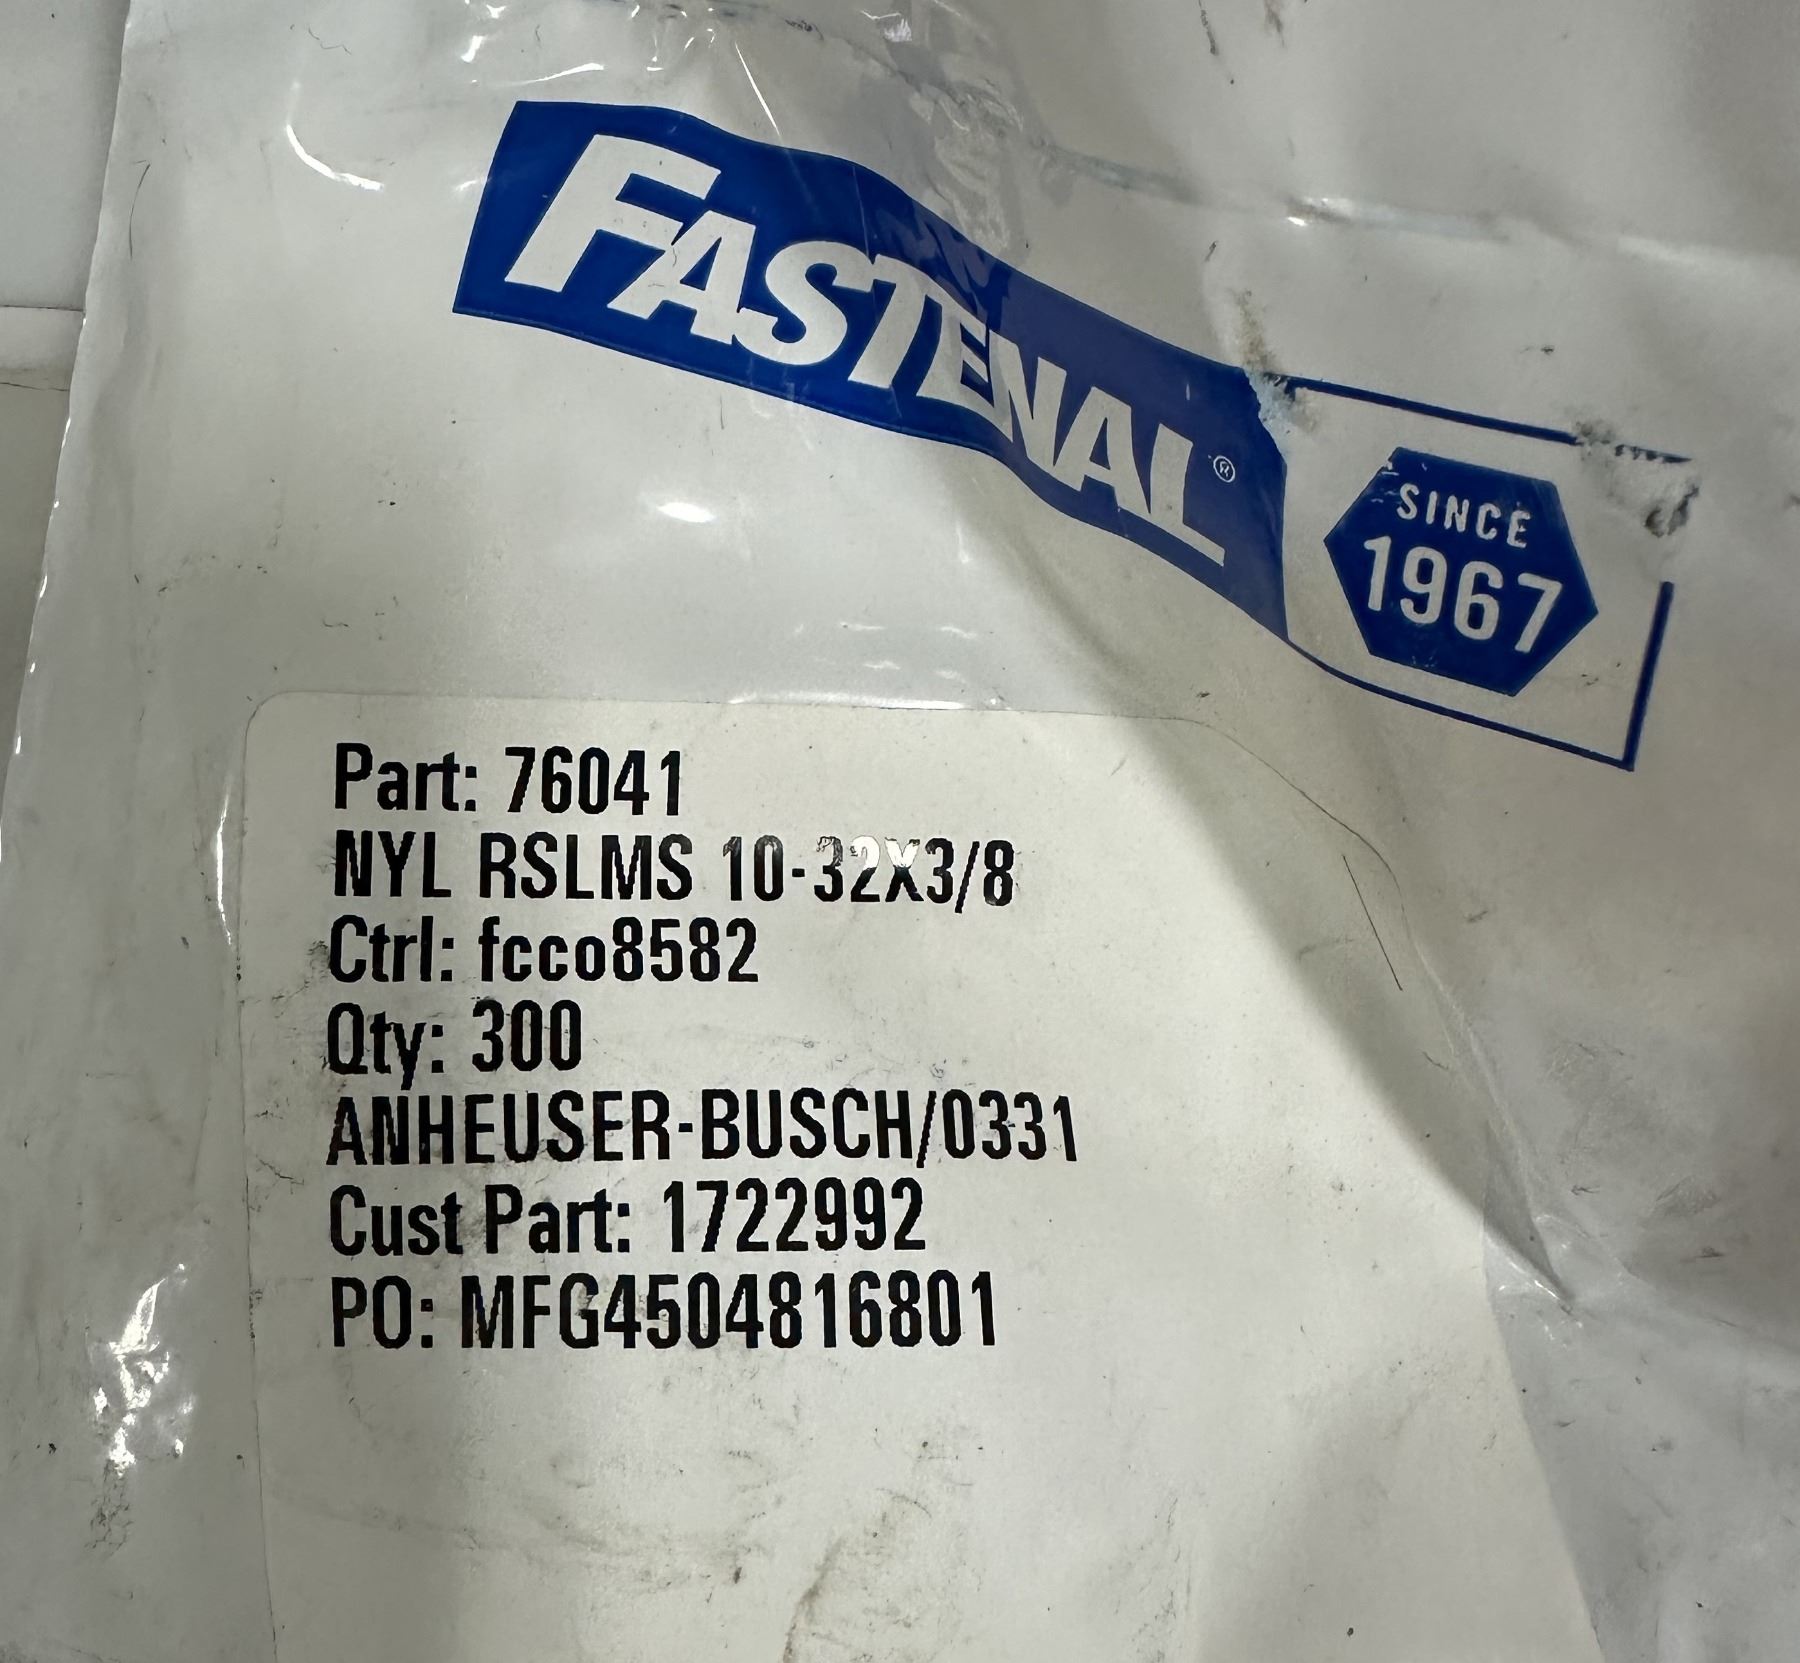 FASTENAL®
SINCE
1967
Part: 76041
NYL RSLMS 10-32X3/8
Ctrl: fcco8582
Qty: 300
ANHEUSER-BUSCH/0331
Cust Part: 1722992
PO: MFG4504816801